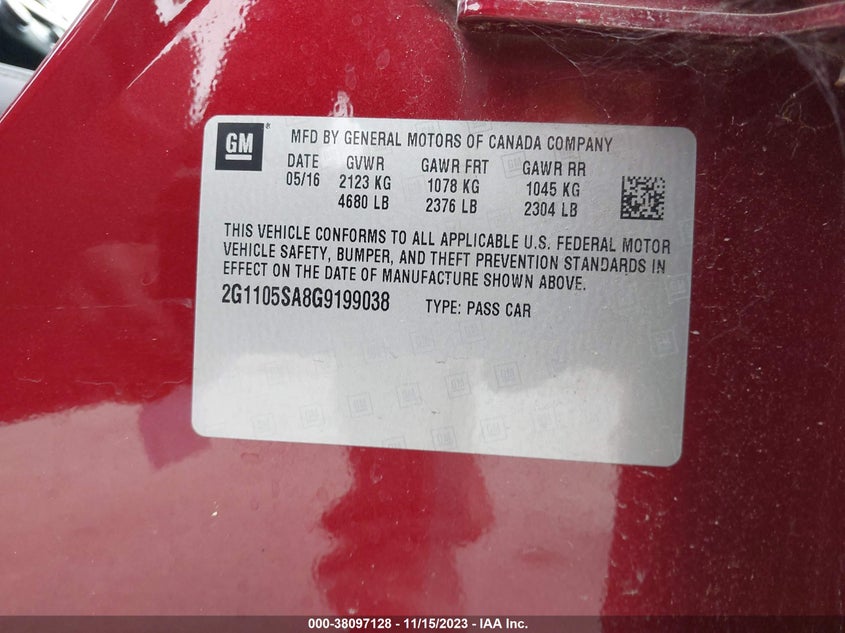 GM
MFD BY GENERAL MOTORS OF CANADA COMPANY
DATE GVWR GAWR FRT GAWR RR
05/16 2123 KG 1078 KG 1045 KG
4680 LB 2376 LB 2304 LB
THIS VEHICLE CONFORMS TO ALL APPLICABLE U.S. FEDERAL MOTOR
VEHICLE SAFETY, BUMPER, AND THEFT PREVENTION STANDARDS IN
EFFECT ON THE DATE OF MANUFACTURE SHOWN ABOVE.
2G1105SA8G9199038 TYPE: PASS CAR
000-38097128 - 11/15/2023 - IAA Inc.